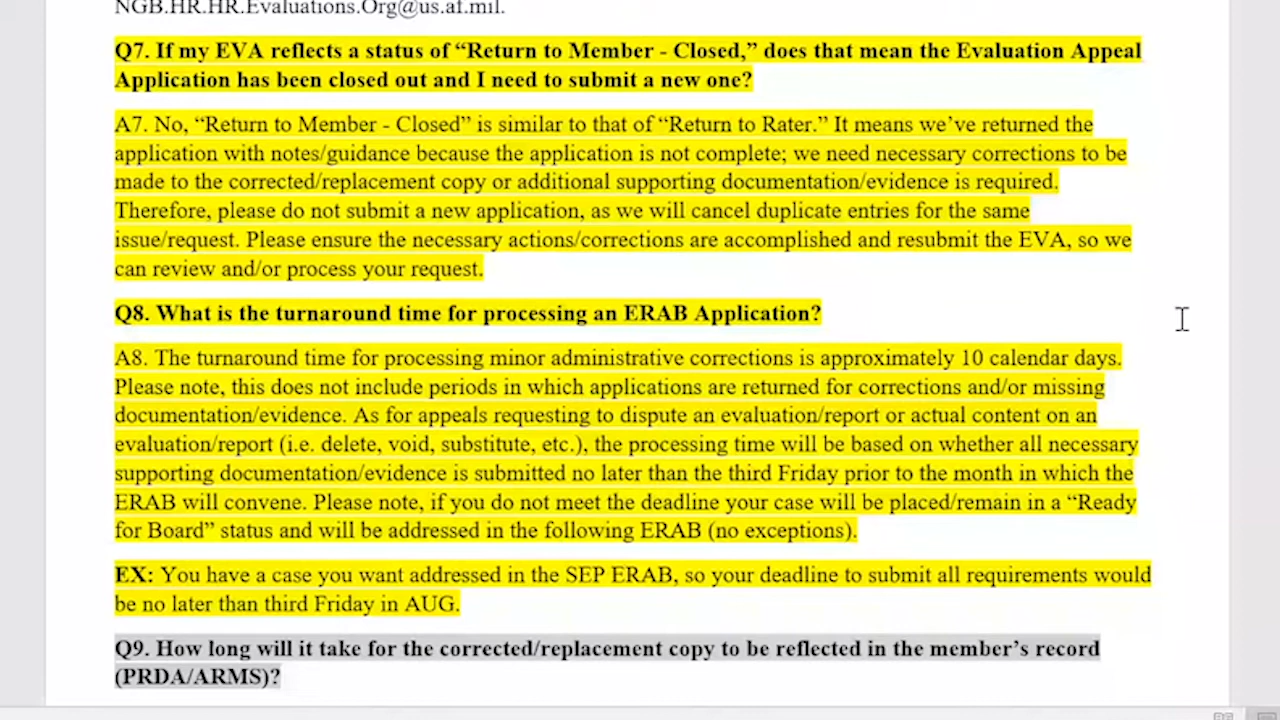 NGB.HR.HR.Evaluations.Org@us.af.mil.
Q7. If my EVA reflects a status of “Return to Member - Closed,” does that mean the Evaluation Appeal
Application has been closed out and I need to submit a new one?
A7. No, “Return to Member - Closed” is similar to that of “Return to Rater.” It means we’ve returned the
application with notes/guidance because the application is not complete; we need necessary corrections to be
made to the corrected/replacement copy or additional supporting documentation/evidence is required.
Therefore, please do not submit a new application, as we will cancel duplicate entries for the same
issue/request. Please ensure the necessary actions/corrections are accomplished and resubmit the EVA, so we
can review and/or process your request.
Q8. What is the turnaround time for processing an ERAB Application?
A8. The turnaround time for processing minor administrative corrections is approximately 10 calendar days.
Please note, this does not include periods in which applications are returned for corrections and/or missing
documentation/evidence. As for appeals requesting to dispute an evaluation/report or actual content on an
evaluation/report (i.e. delete, void, substitute, etc.), the processing time will be based on whether all necessary
supporting documentation/evidence is submitted no later than the third Friday prior to the month in which the
ERAB will convene. Please note, if you do not meet the deadline your case will be placed/remain in a “Ready
for Board” status and will be addressed in the following ERAB (no exceptions).
EX: You have a case you want addressed in the SEP ERAB, so your deadline to submit all requirements would
be no later than third Friday in AUG.
Q9. How long will it take for the corrected/replacement copy to be reflected in the member’s record
(PRDA/ARMS)?